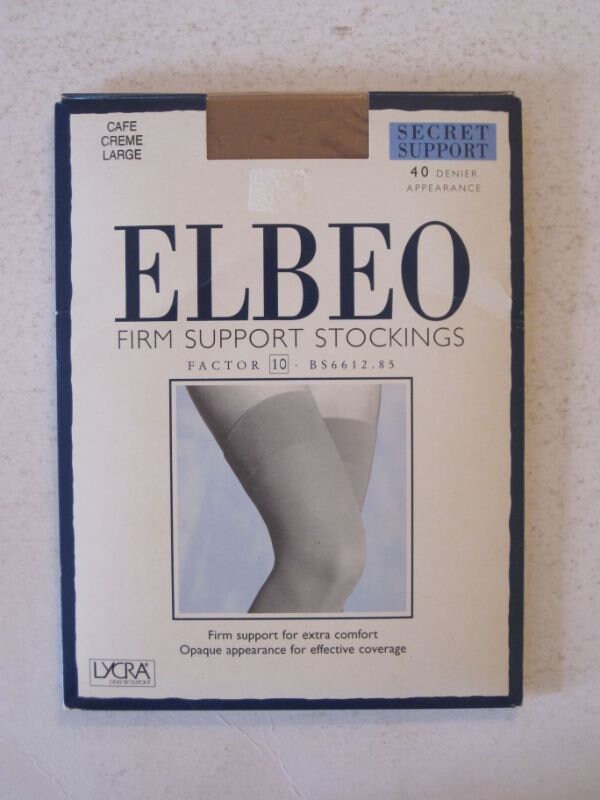 CAFE
CREME
LARGE
SECRET
SUPPORT
40 DENIER
APPEARANCE
ELBEO
FIRM SUPPORT STOCKINGS
FACTOR 10 · BS6612.85
Firm support for extra comfort
Opaque appearance for effective coverage
LYCRA